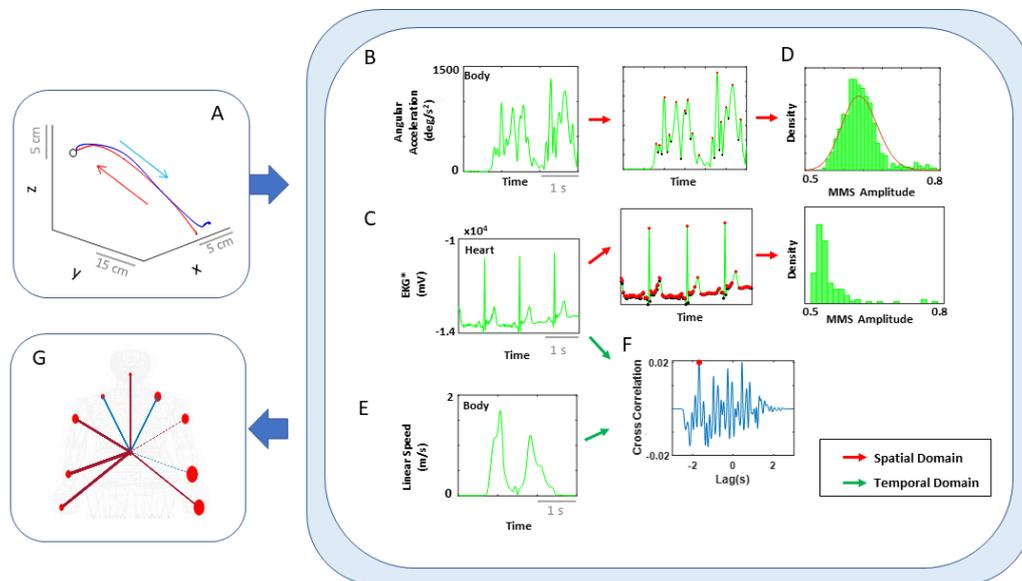 A
5 cm
z
y
15 cm
x
5 cm
B
1500
Body
Angular
Acceleration
(deg/s²)
0
Time
1 s
Time
D
Density
0.5
0.8
MMS Amplitude
C
x10⁴
-1
Heart
EKG*
(mV)
-1.4
Time
1 s
Time
Density
0.5
0.8
MMS Amplitude
E
2
Body
Linear Speed
(m/s)
0
Time
1 s
F
0.02
Cross Correlation
-0.02
-2 0 2
Lag(s)
Spatial Domain
Temporal Domain
G